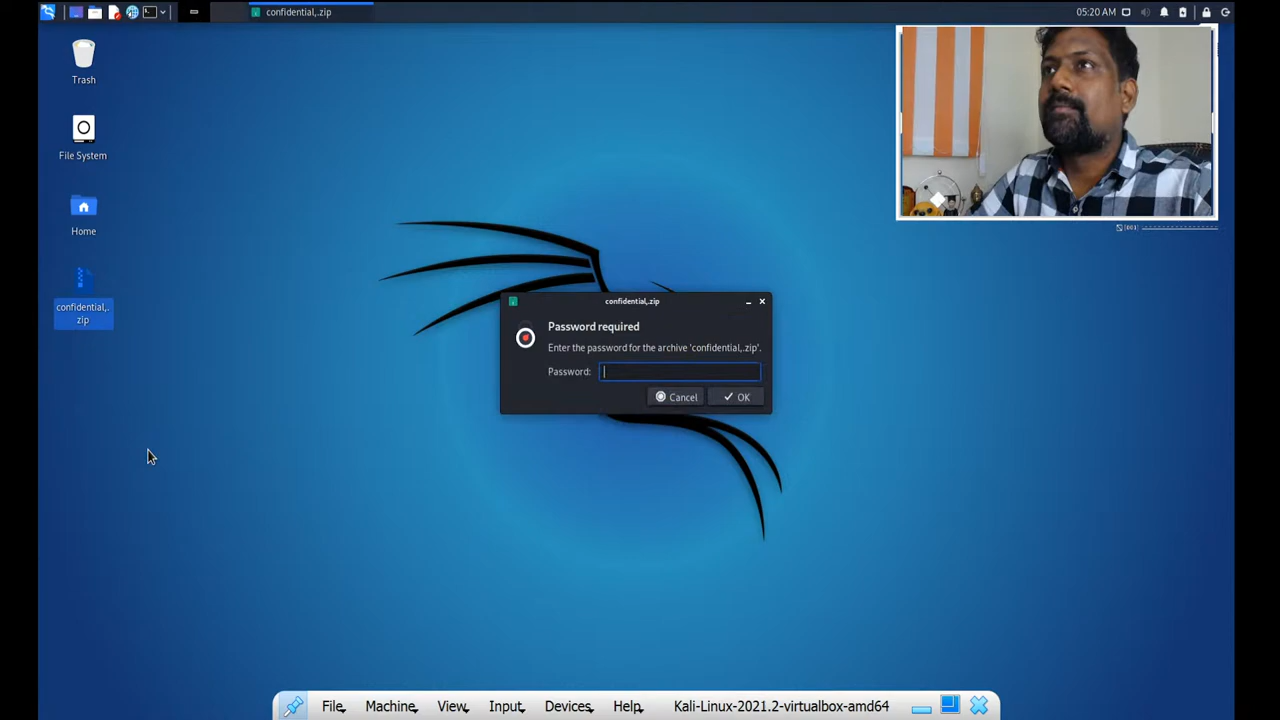 confidential,.zip
05:20 AM
Trash
File System
Home
confidential,.
zip
confidential,.zip
Password required
Enter the password for the archive 'confidential,.zip'.
Password:
Cancel OK
File Machine View Input Devices Help Kali-Linux-2021.2-virtualbox-amd64